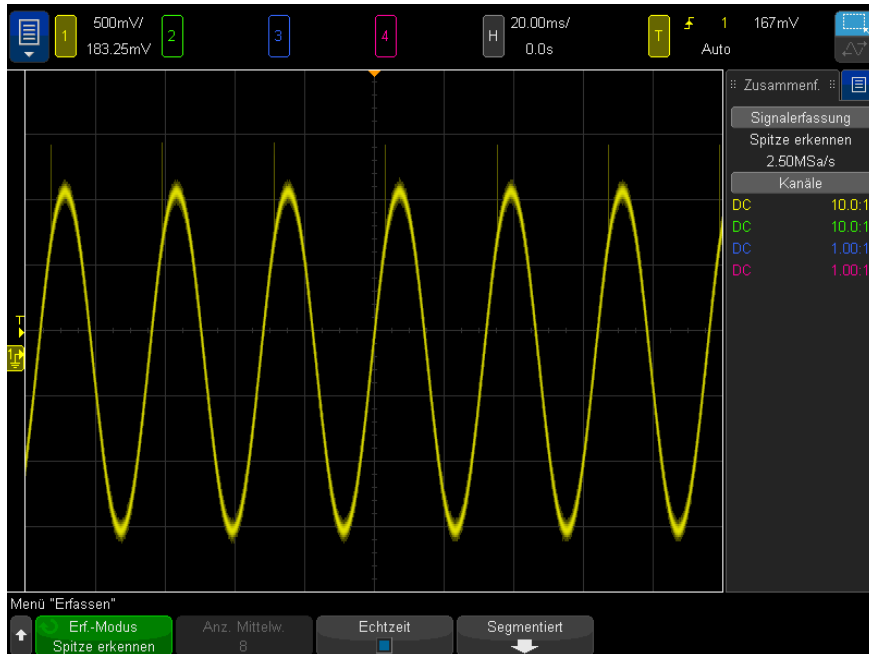 1
500mV/
183.25mV
2
3
4
H
20.00ms/
0.0s
T
1
167mV
Auto
Zusammenf.
Signalerfassung
Spitze erkennen
2.50MSa/s
Kanäle
DC 10.0:1
DC 10.0:1
DC 1.00:1
DC 1.00:1
T
1
Menü "Erfassen"
Erf.-Modus
Spitze erkennen
Anz. Mittelw.
8
Echtzeit
Segmentiert